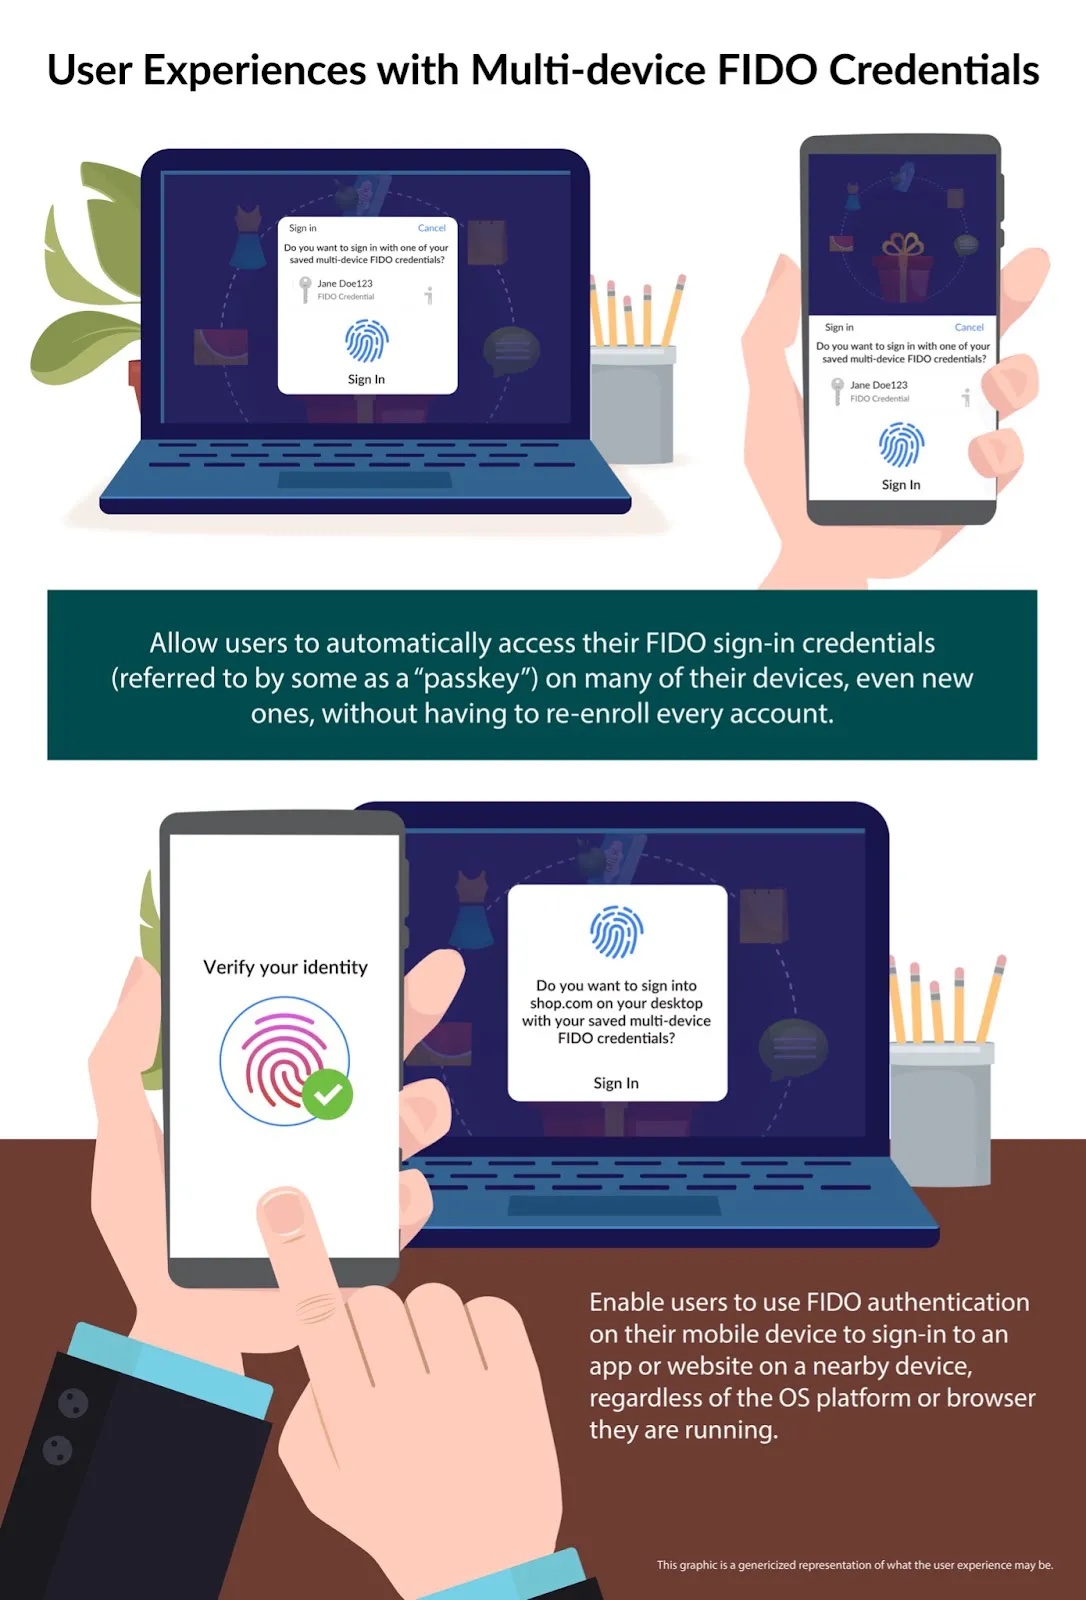 User Experiences with Multi-device FIDO Credentials
Sign in Cancel
Do you want to sign in with one of your
saved multi-device FIDO credentials?
Jane Doe123
FIDO Credential
Sign In
Sign in Cancel
Do you want to sign in with one of your
saved multi-device FIDO credentials?
Jane Doe123
FIDO Credential
Sign In
Allow users to automatically access their FIDO sign-in credentials
(referred to by some as a “passkey”) on many of their devices, even new
ones, without having to re-enroll every account.
Verify your identity
Do you want to sign into
shop.com on your desktop
with your saved multi-device
FIDO credentials?
Sign In
Enable users to use FIDO authentication
on their mobile device to sign-in to an
app or website on a nearby device,
regardless of the OS platform or browser
they are running.
This graphic is a genericized representation of what the user experience may be.